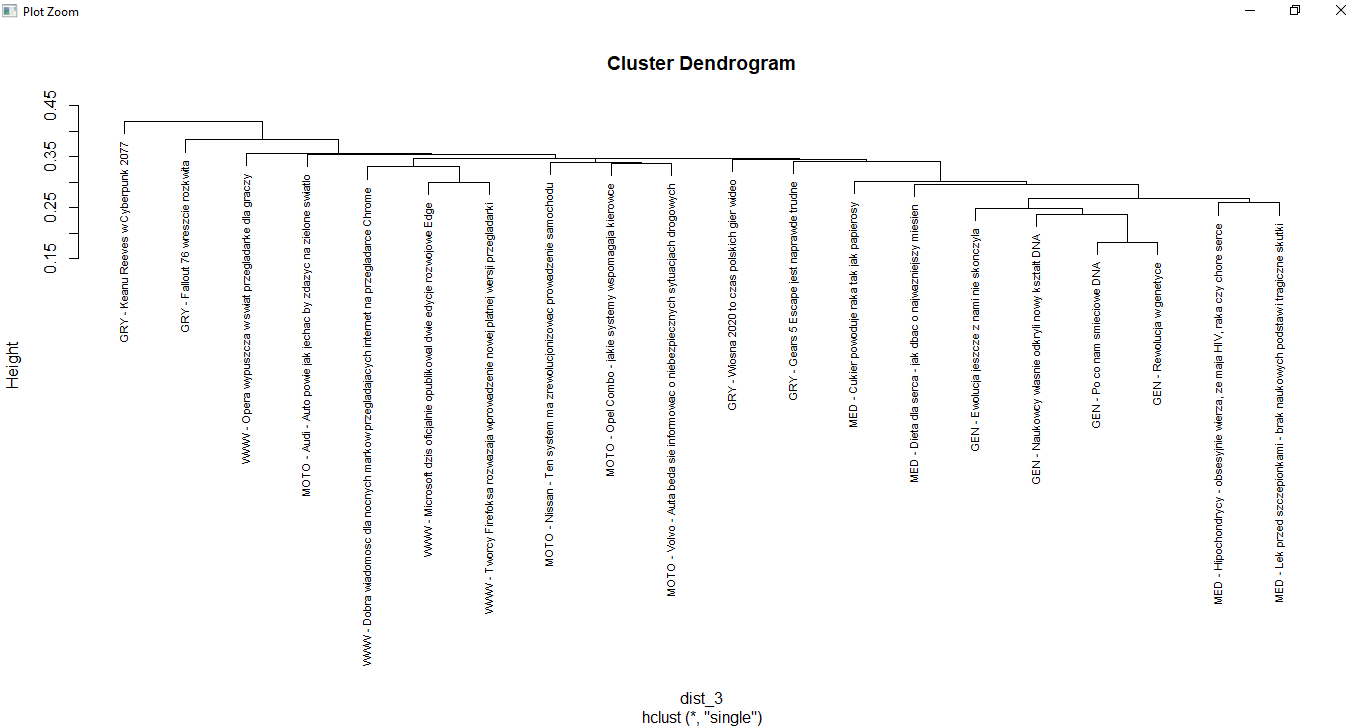 Plot Zoom
Cluster Dendrogram
Height
0.15
0.25
0.35
0.45
GRY - Keanu Reeves w Cyberpunk 2077
GRY - Fallout 76 wreszcie rozkwita
WWW - Opera wypuszcza w swiat przegladarke dla graczy
MOTO - Audi - Auto powie jak jechac by zdazyc na zielone swiatlo
WWW - Dobra wiadomosc dla nocnych markow przegladajacych internet na przegladarce Chrome
WWW - Microsoft dzis oficjalnie opublikowal dwie edycje rozwojowe Edge
WWW - Tworcy Firefoksa rozwazaja wprowadzenie nowej platnej wersji przegladarki
MOTO - Nissan - Ten system ma zrewolucjonizowac prowadzenie samochodu
MOTO - Opel Combo - jakie systemy wspomagaja kierowce
MOTO - Volvo - Auta beda sie informowac o niebezpiecznych sytuacjach drogowych
GRY - Wiosna 2020 to czas polskich gier wideo
GRY - Gears 5 Escape jest naprawde trudne
MED - Cukier powoduje raka tak jak papierosy
MED - Dieta dla serca - jak dbac o najwazniejszy miesien
GEN - Ewolucja jeszcze z nami nie skonczyla
GEN - Naukowcy wlasnie odkryli nowy ksztalt DNA
GEN - Po co nam smieciowe DNA
GEN - Rewolucja w genetyce
MED - Hipochondrycy - obsesyjnie wierza, ze maja HIV, raka czy chore serce
MED - Lek przed szczepionkami - brak naukowych podstaw i tragiczne skutki
dist_3
hclust (*, "single")